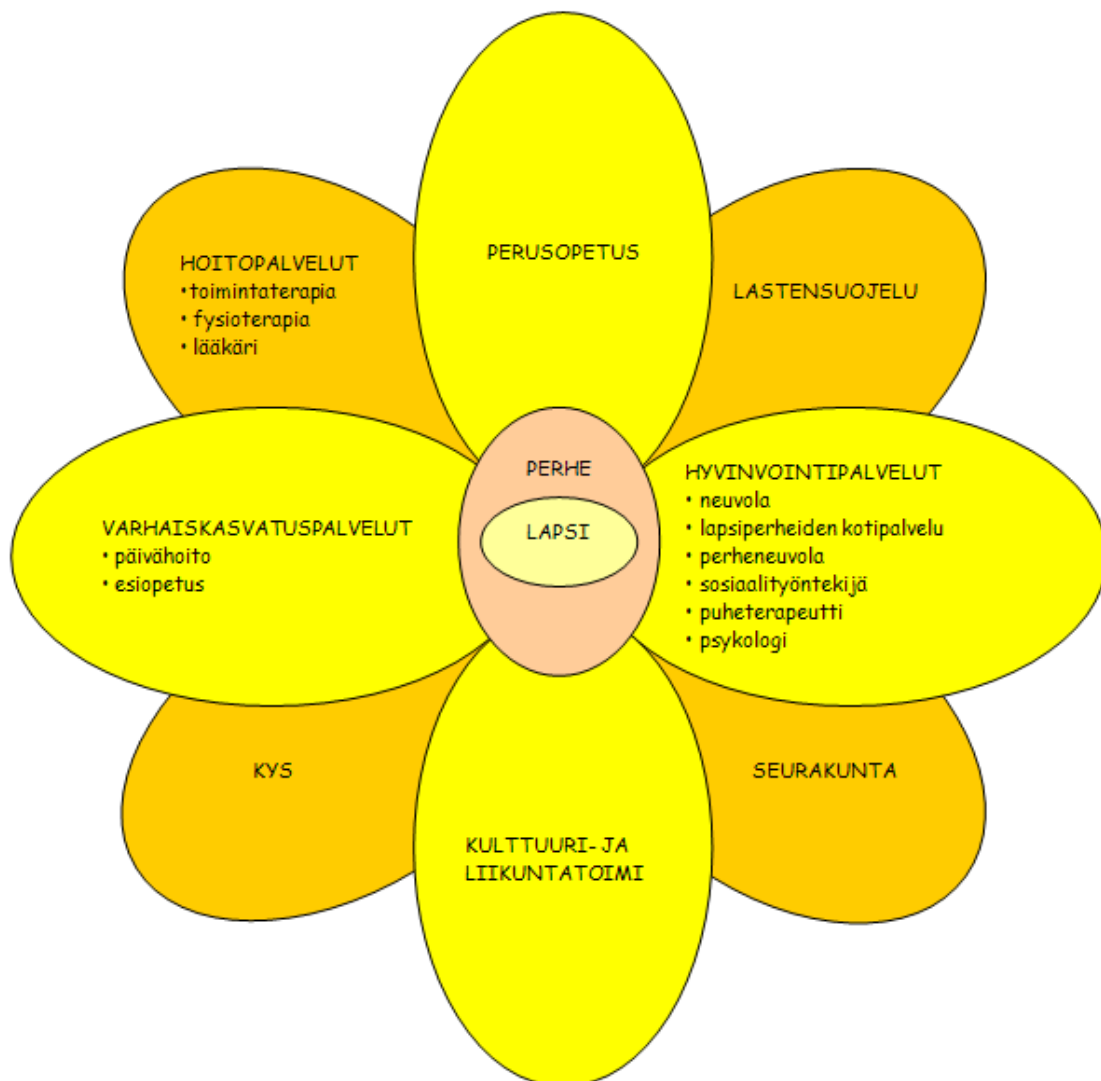 PERUSOPETUS
HOITOPALVELUT
•toimintaterapia
• fysioterapia
• lääkäri
LASTENSUOJELU
PERHE
LAPSI
HYVINVOINTIPALVELUT
• neuvola
• lapsiperheiden kotipalvelu
• perheneuvola
• sosiaalityöntekijä
• puheterapeutti
• psykologi
VARHAISKASVATUSPALVELUT
• päivähoito
• esiopetus
KYS
SEURAKUNTA
KULTTUURI- JA
LIIKUNTATOIMI